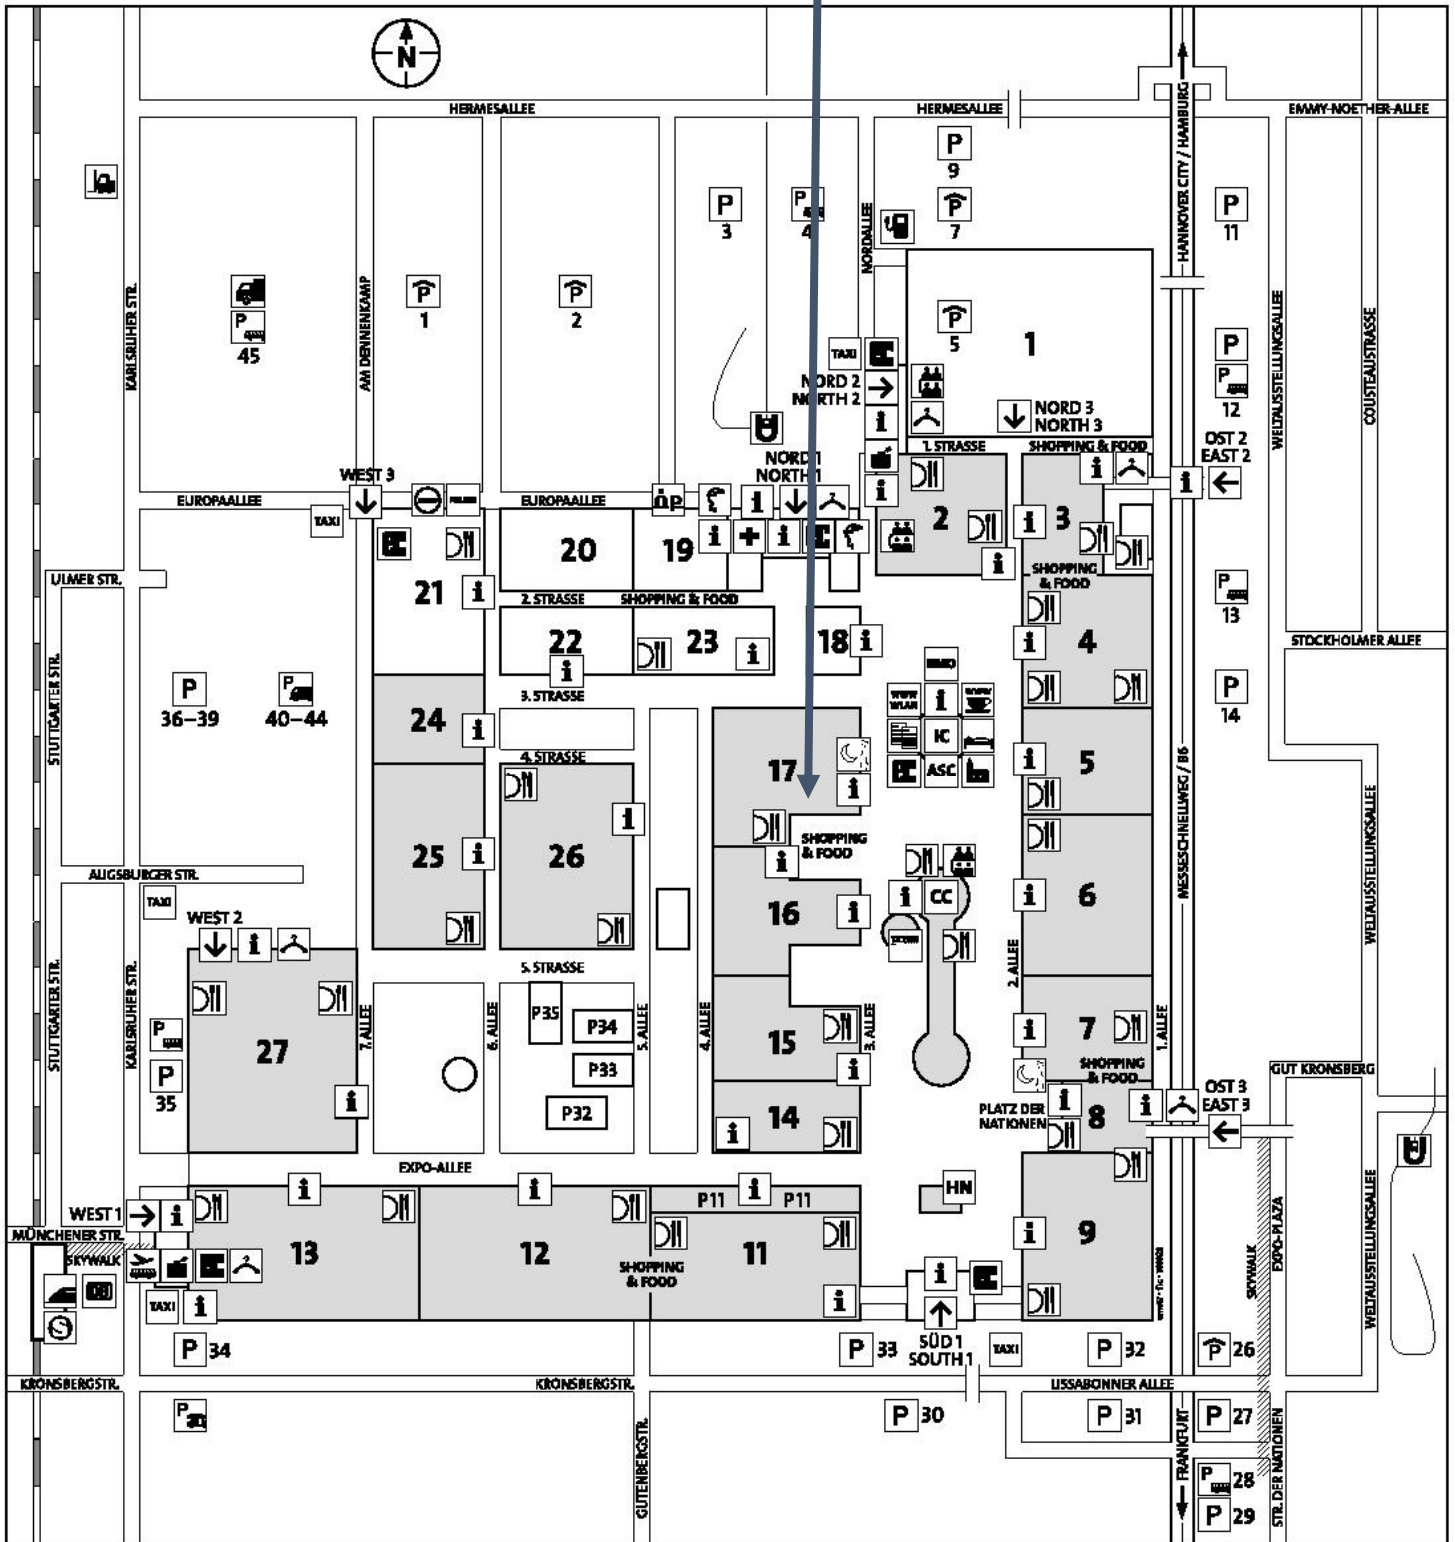 N
HERMESALLEE
HERMESALLEE
EMMY-NOETHER-ALLEE
HANNOVER CITY / HAMBURG
P
9
P
3
P
4
P
7
P
11
NORDALLEE
KARLSRUHER STR.
P
45
AM DENNENKAMP
P
1
P
2
P
5
1
WELTAUSSTELLUNGSALLEE
COUSTEAUSTRASSE
P
P
12
TAXI
NORD 2
NORTH 2
i
NORD 3
NORTH 3
1. STRASSE
SHOPPING & FOOD
OST 2
EAST 2
i
i
U
NORD 1
NORTH 1
WEST 3
EUROPAALLEE
EUROPAALLEE
TAXI
i
i
i
i
2
i
i
3
SHOPPING
& FOOD
20
19
21
i
ULMER STR.
2. STRASSE
SHOPPING & FOOD
22
i
23
i
18
i
i
4
P
13
STOCKHOLMER ALLEE
3. STRASSE
P
36–39
P
40–44
STUTTGARTER STR.
24
i
4. STRASSE
WWW
WLAN
i
IC
ASC
P
14
17
i
i
5
MESSESCHNELLWEG / B6
WELTAUSSTELLUNGSALLEE
25
i
26
i
SHOPPING
& FOOD
i
16
i
i
CC
i
6
AUGSBURGER STR.
TAXI
WEST 2
i
5. STRASSE
2. ALLEE
STUTTGARTER STR.
KARLSRUHER STR.
27
i
7. ALLEE
6. ALLEE
P35
P34
P33
P32
5. ALLEE
4. ALLEE
15
i
3. ALLEE
i
7
1. ALLEE
SHOPPING
& FOOD
P
P
35
GUT KRONSBERG
14
i
PLATZ DER
NATIONEN
i
8
i
OST 3
EAST 3
U
EXPO-ALLEE
HN
WEST 1
i
MÜNCHENER STR.
SKYWALK
DB
S
TAXI
i
i
13
i
12
SHOPPING
& FOOD
P11
i
P11
11
i
i
9
i
SKYWALK
EXPO-PLAZA
WELTAUSSTELLUNGSALLEE
P 34
P 33
SÜD 1
SOUTH 1
TAXI
P 32
P 26
KRONSBERGSTR.
KRONSBERGSTR.
LISSABONNER ALLEE
P
P 30
P 31
P 27
GUTENBERGSTR.
FRANKFURT
P 28
P 29
STR. DER NATIONEN